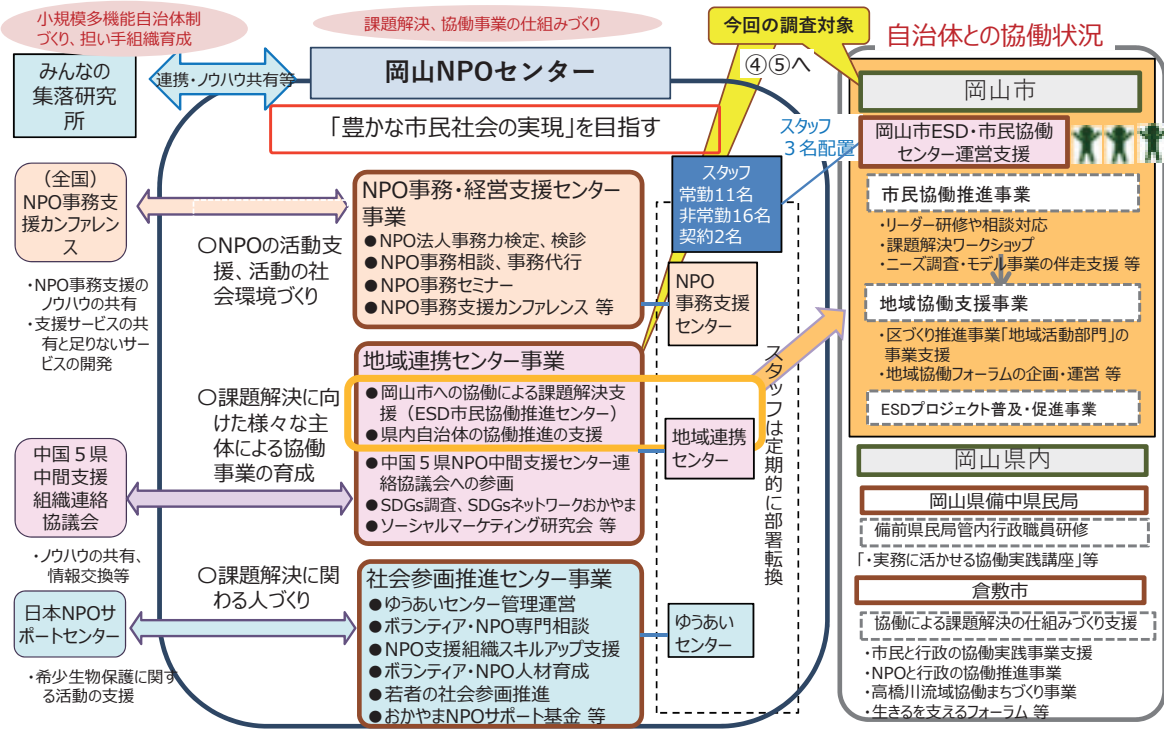 小規模多機能自治体制
づくり、担い手組織育成
課題解決、協働事業の仕組みづくり
今回の調査対象
④⑤へ
自治体との協働状況
みんなの
集落研究
所
連携・ノウハウ共有等
岡山NPOセンター
「豊かな市民社会の実現」を目指す
(全国)
NPO事務支
援カンファレン
ス
・NPO事務支援の
ノウハウの共有
・支援サービスの共
有と足りないサー
ビスの開発
〇NPOの活動支
援、活動の社
会環境づくり
NPO事務・経営支援センター
事業
●NPO法人事務力検定、検診
●NPO事務相談、事務代行
●NPO事務セミナー
●NPO事務支援カンファレンス 等
スタッフ
常勤11名
非常勤16名
契約2名
スタッフ
3名配置
NPO
事務支援
センター
中国5県
中間支援
組織連絡
協議会
・ノウハウの共有、
情報交換等
〇課題解決に向
けた様々な主
体による協働
事業の育成
地域連携センター事業
●岡山市への協働による課題解決支
援(ESD市民協働推進センター)
●県内自治体の協働推進の支援
●中国5県NPO中間支援センター連
絡協議会への参画
●SDGs調査、SDGsネットワークおかやま
●ソーシャルマーケティング研究会 等
地域連携
センター
スタッフは定期的に部署転換
日本NPOサ
ポートセンター
・希少生物保護に関す
る活動の支援
〇課題解決に関
わる人づくり
社会参画推進センター事業
●ゆうあいセンター管理運営
●ボランティア・NPO専門相談
●NPO支援組織スキルアップ支援
●ボランティア・NPO人材育成
●若者の社会参画推進
●おかやまNPOサポート基金 等
ゆうあい
センター
岡山市
岡山市ESD・市民協働
センター運営支援
市民協働推進事業
・リーダー研修や相談対応
・課題解決ワークショップ
・ニーズ調査・モデル事業の伴走支援 等
地域協働支援事業
・区づくり推進事業「地域活動部門」の
事業支援
・地域協働フォーラムの企画・運営 等
ESDプロジェクト普及・促進事業
岡山県内
岡山県備中県民局
備前県民局管内行政職員研修
「・実務に活かせる協働実践講座」等
倉敷市
協働による課題解決の仕組みづくり支援
・市民と行政の協働実践事業支援
・NPOと行政の協働推進事業
・高橋川流域協働まちづくり事業
・生きるを支えるフォーラム 等